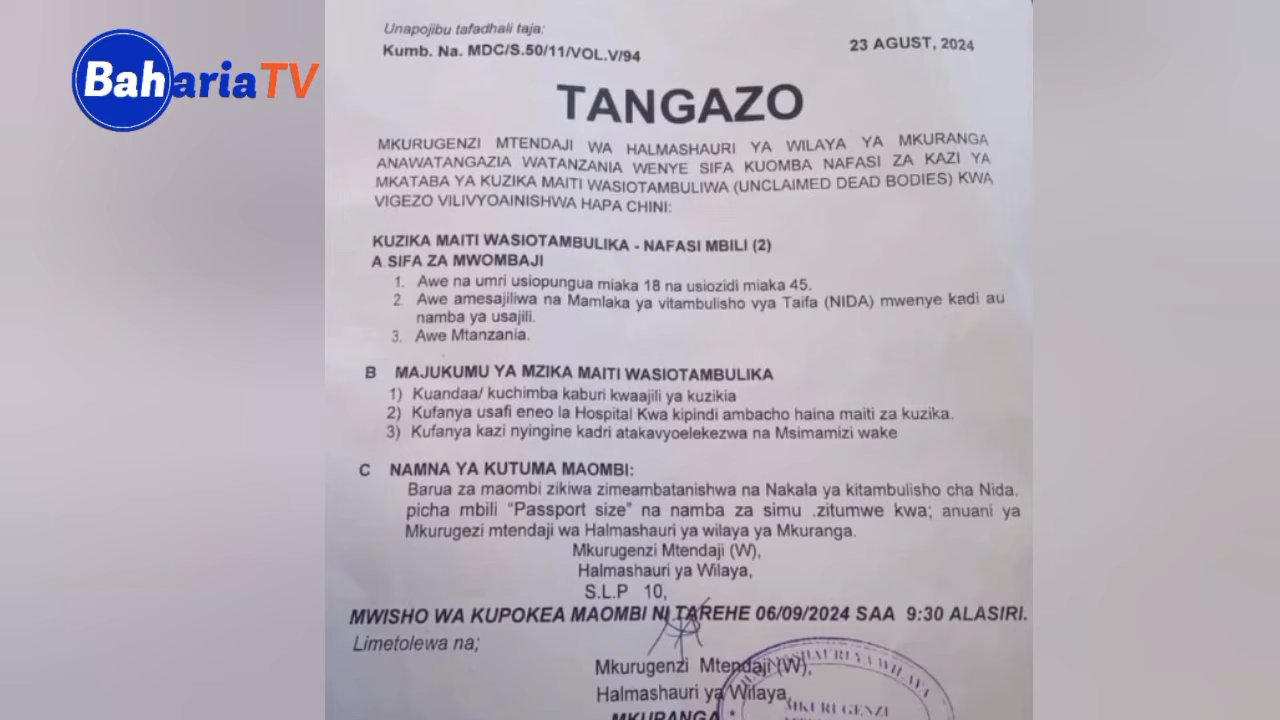 BahariaTV
Unapojibu tafadhali taja:
Kumb. Na. MDC/S.50/11/VOL.V/94
23 AGUST, 2024
TANGAZO
MKURUGENZI MTENDAJI WA HALMASHAURI YA WILAYA YA MKURANGA
ANAWATANGAZIA WATANZANIA WENYE SIFA KUOMBA NAFASI ZA KAZI YA
MKATABA YA KUZIKA MAITI WASIOTAMBULIWA (UNCLAIMED DEAD BODIES) KWA
VIGEZO VILIVYOAINISHWA HAPA CHINI:
KUZIKA MAITI WASIOTAMBULIKA - NAFASI MBILI (2)
A SIFA ZA MWOMBAJI
1. Awe na umri usiopungua miaka 18 na usiozidi miaka 45.
2. Awe amesajiliwa na Mamlaka ya vitambulisho vya Taifa (NIDA) mwenye kadi au
namba ya usajili.
3. Awe Mtanzania.
B MAJUKUMU YA MZIKA MAITI WASIOTAMBULIKA
1) Kuandaa/ kuchimba kaburi kwaajili ya kuzikia
2) Kufanya usafi eneo la Hospital Kwa kipindi ambacho haina maiti za kuzika.
3) Kufanya kazi nyingine kadri atakavyoelekezwa na Msimamizi wake
C NAMNA YA KUTUMA MAOMBI:
Barua za maombi zikiwa zimeambatanishwa na Nakala ya kitambulisho cha Nida.
picha mbili “Passport size” na namba za simu .zitumwe kwa; anuani ya
Mkurugezi mtendaji wa Halmashauri ya wilaya ya Mkuranga.
Mkurugenzi Mtendaji (W),
Halmashauri ya Wilaya,
S.L.P 10,
MWISHO WA KUPOKEA MAOMBI NI TAREHE 06/09/2024 SAA 9:30 ALASIRI.
Limetolewa na;
Mkurugenzi Mtendaji (W),
Halmashauri ya Wilaya,
MKURANGA
HALMASHAURI YA WILAYA
MKURUGENZI